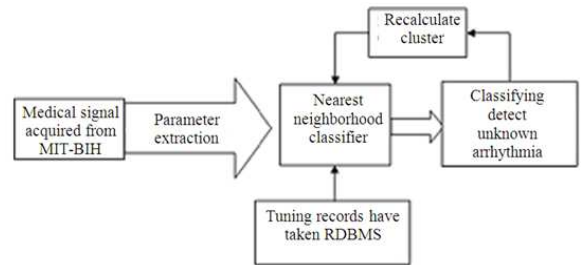 Recalculate
cluster
Medical signal
acquired from
MIT-BIH
Parameter
extraction
Nearest
neighborhood
classifier
Classifying
detect
unknown
arrhythmia
Tuning records have
taken RDBMS